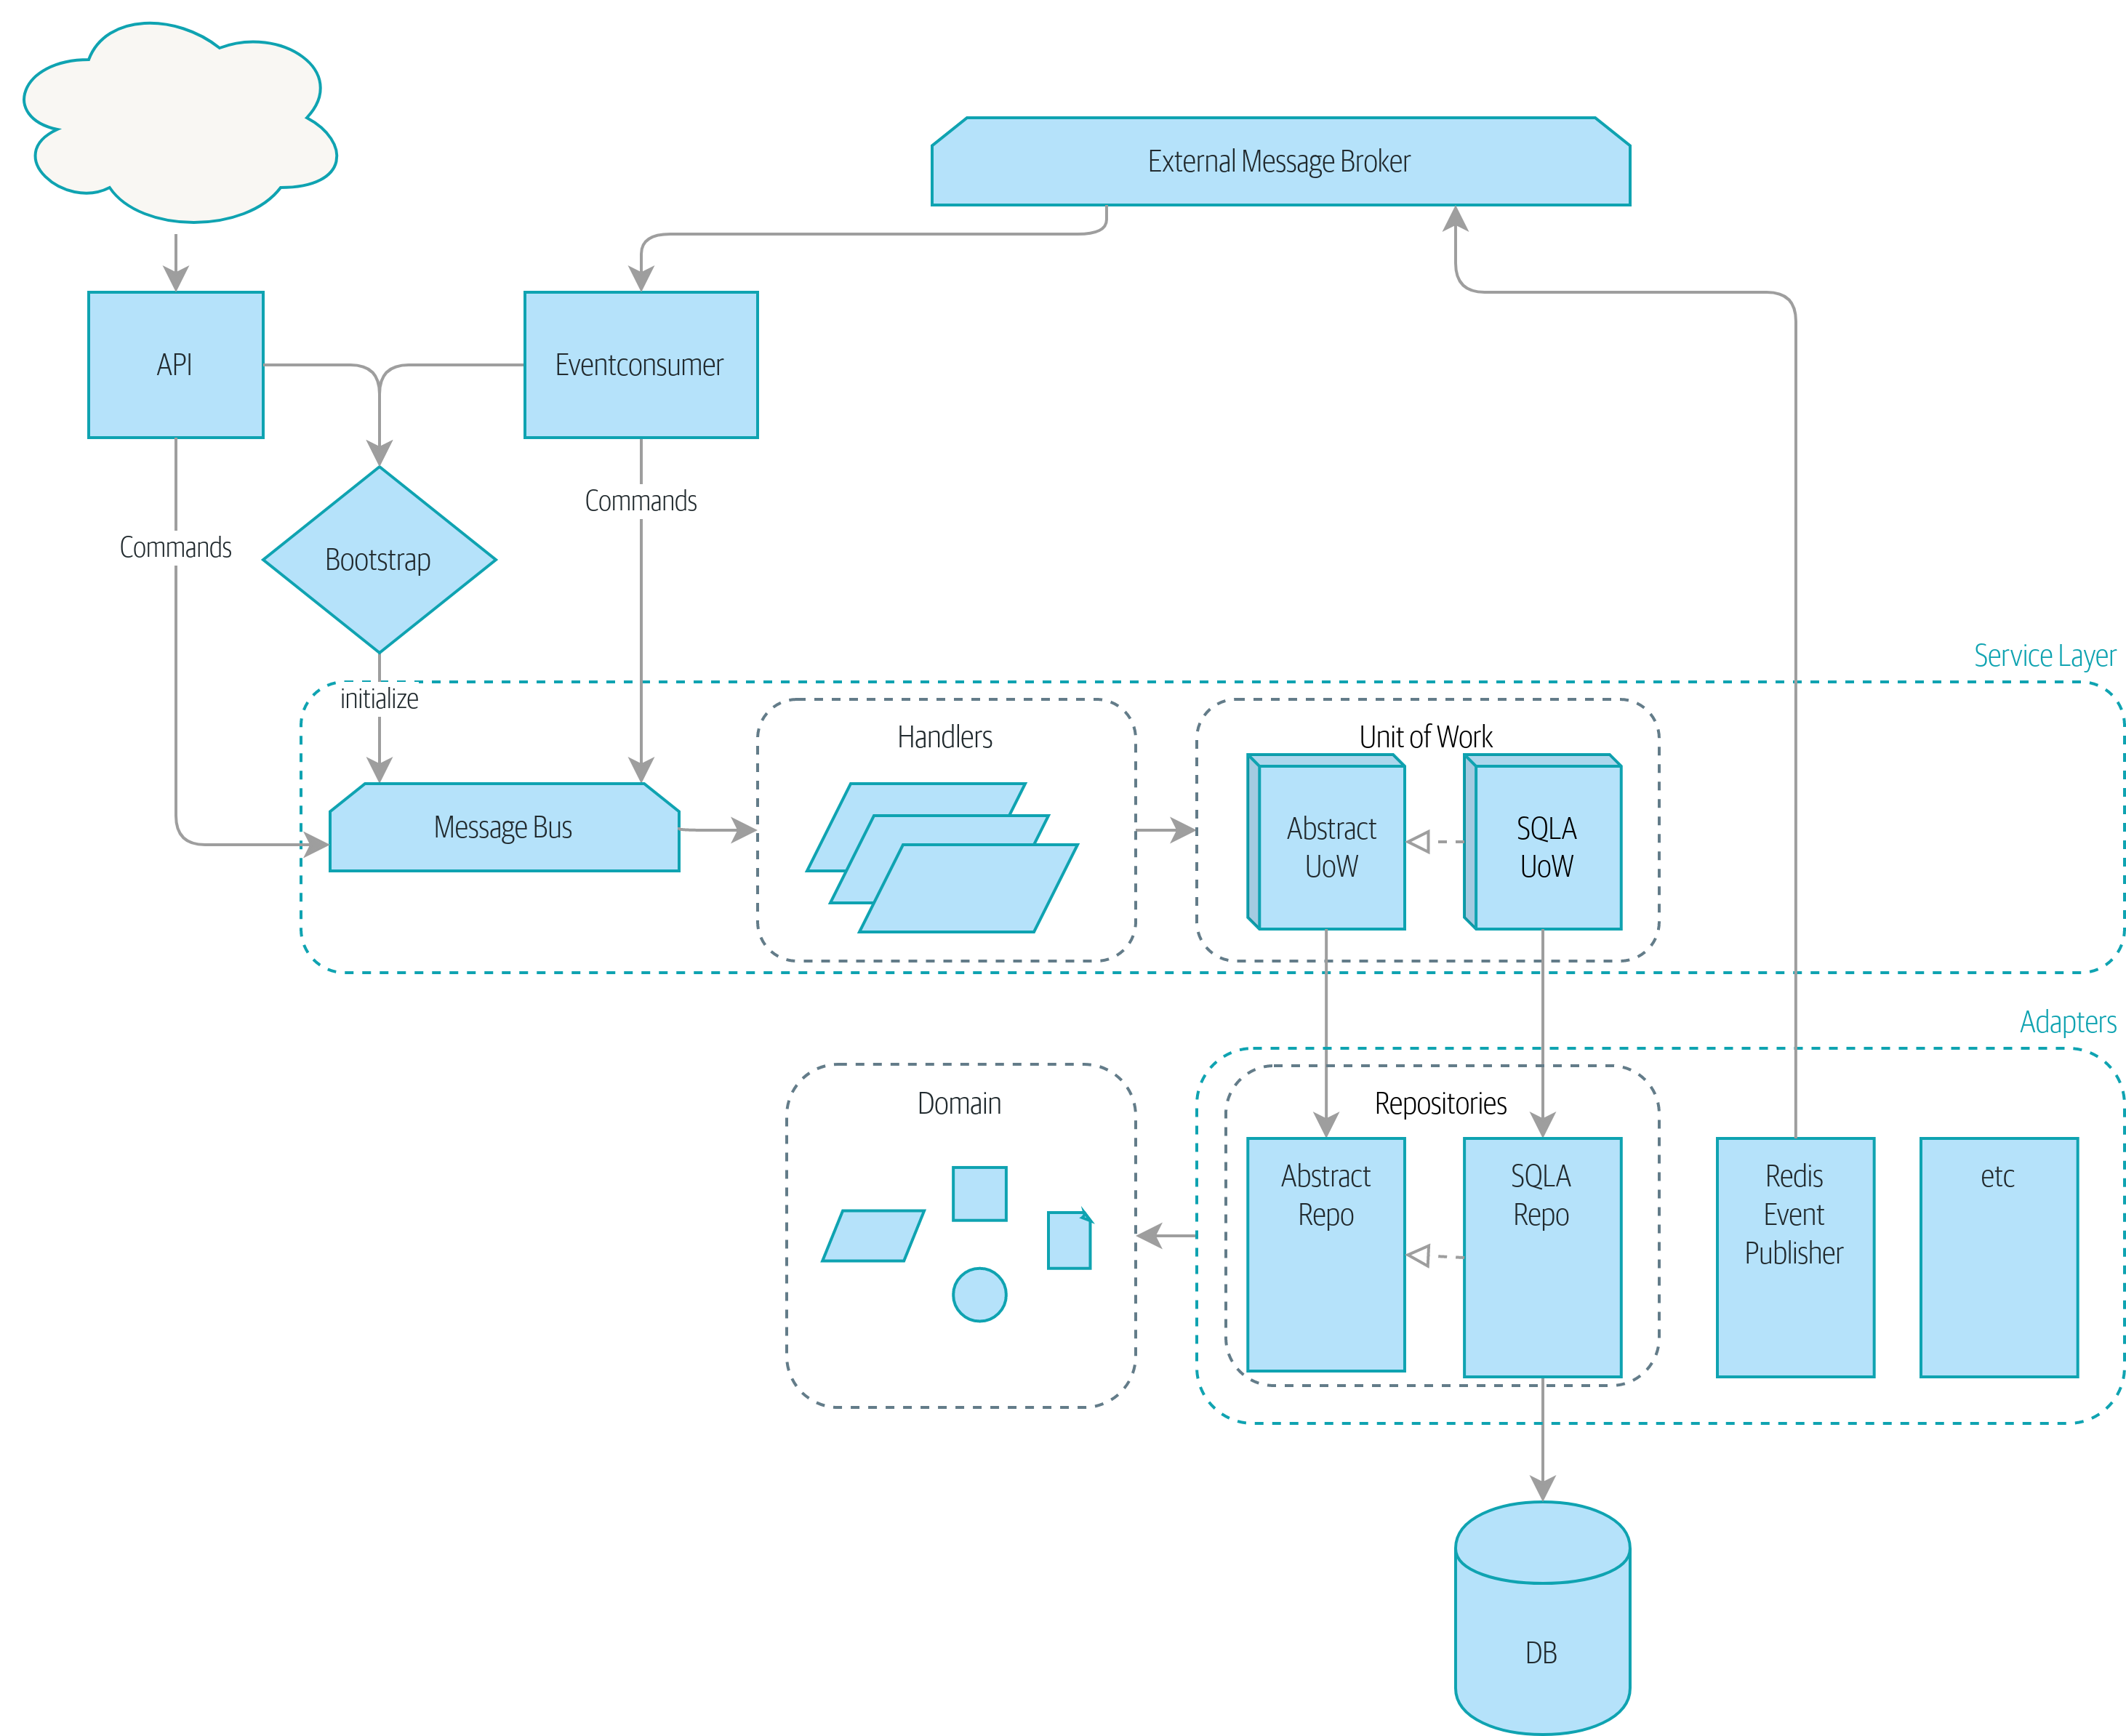 External Message Broker
API
Eventconsumer
Commands
Commands
Bootstrap
initialize
Service Layer
Message Bus
Handlers
Unit of Work
Abstract
UoW
SQLA
UoW
Adapters
Domain
Repositories
Abstract
Repo
SQLA
Repo
Redis
Event
Publisher
etc
DB